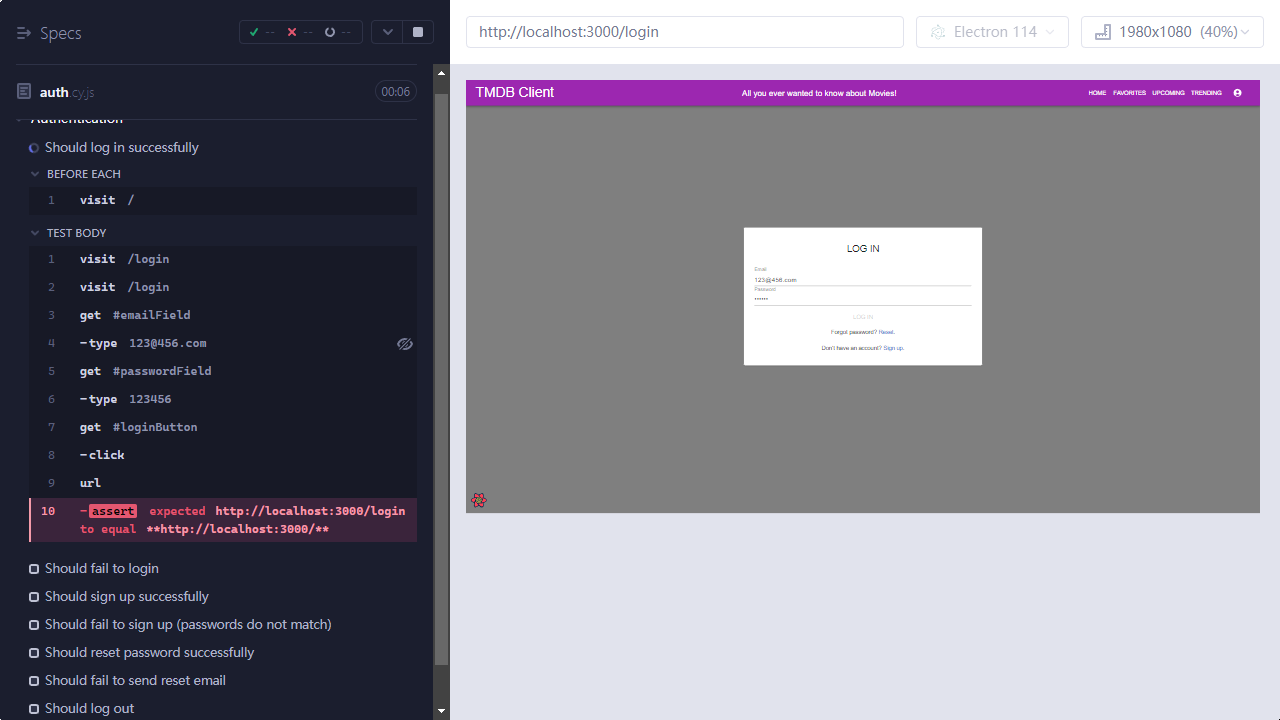 Specs
-- -- --
auth.cy.js 00:06
Authentication
Should log in successfully
BEFORE EACH
1 visit /
TEST BODY
1 visit /login
2 visit /login
3 get #emailField
4 -type 123@456.com
5 get #passwordField
6 -type 123456
7 get #loginButton
8 -click
9 url
10 -assert expected http://localhost:3000/login
to equal **http://localhost:3000/**
Should fail to login
Should sign up successfully
Should fail to sign up (passwords do not match)
Should reset password successfully
Should fail to send reset email
Should log out
http://localhost:3000/login
Electron 114
1980x1080 (40%)
TMDB Client
All you ever wanted to know about Movies!
HOME FAVORITES UPCOMING TRENDING
LOG IN
Email
123@456.com
Password
••••••
LOG IN
Forgot password? Reset.
Don't have an account? Sign up.